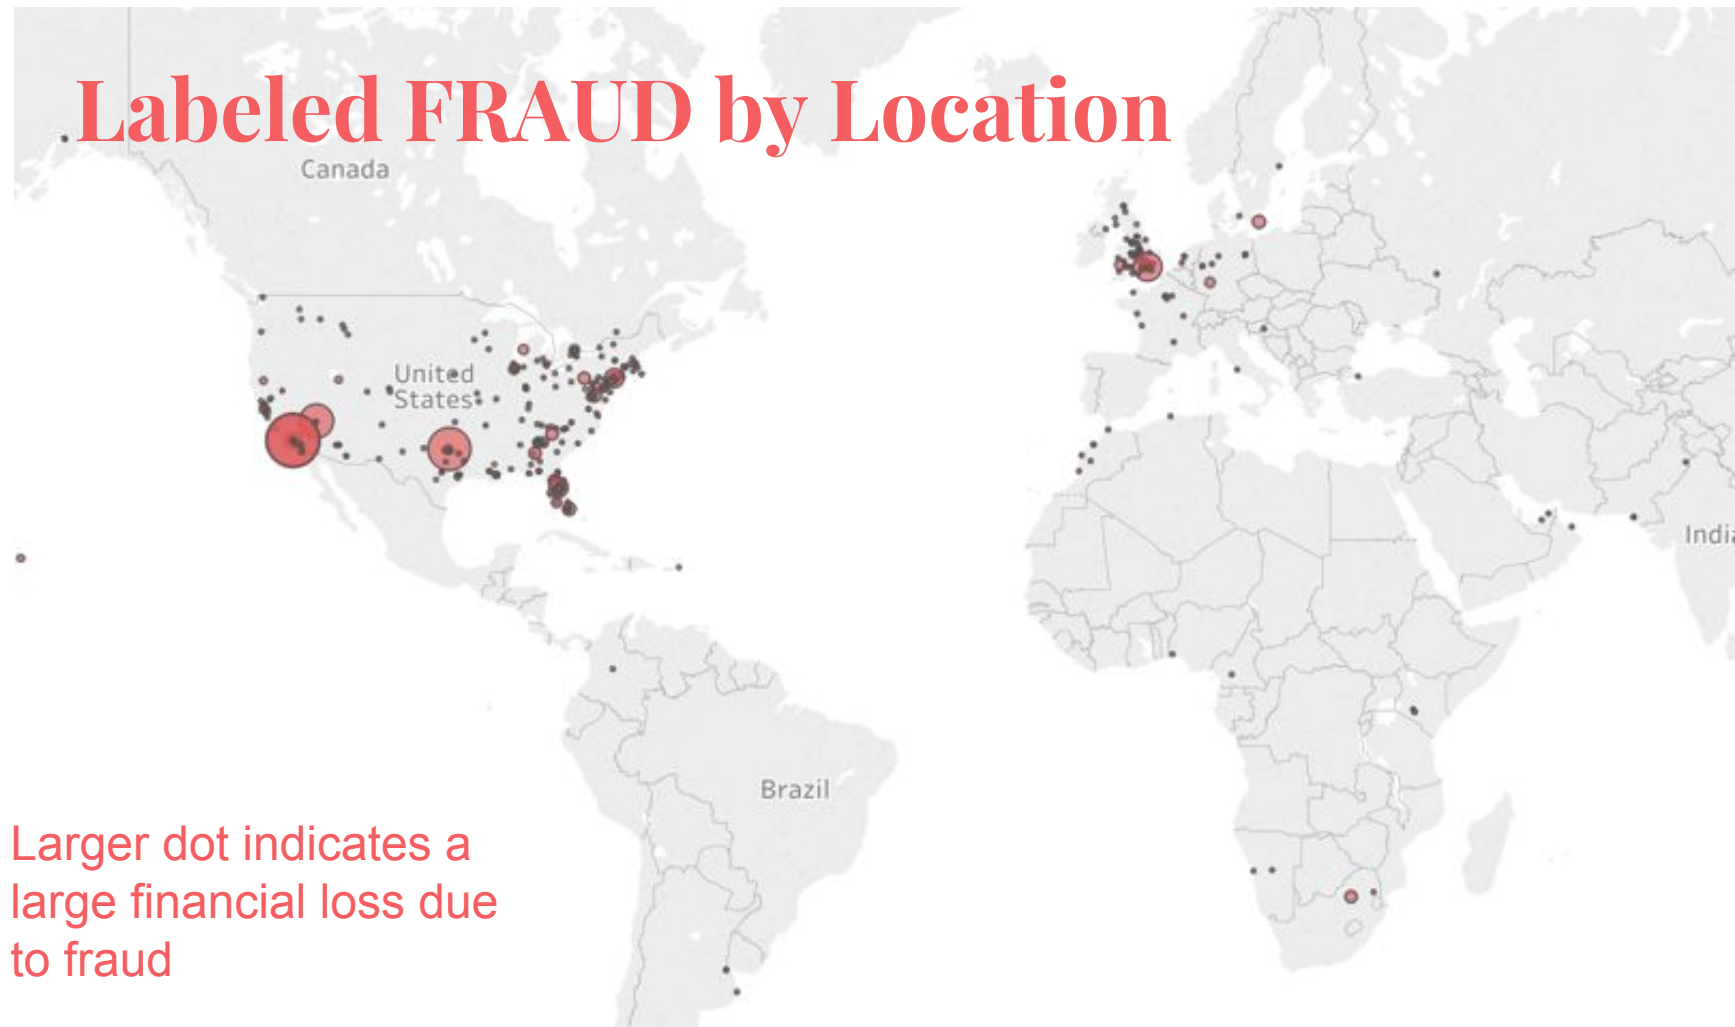 Labeled FRAUD by Location
Canada
United
States
India
Brazil
Larger dot indicates a
large financial loss due
to fraud